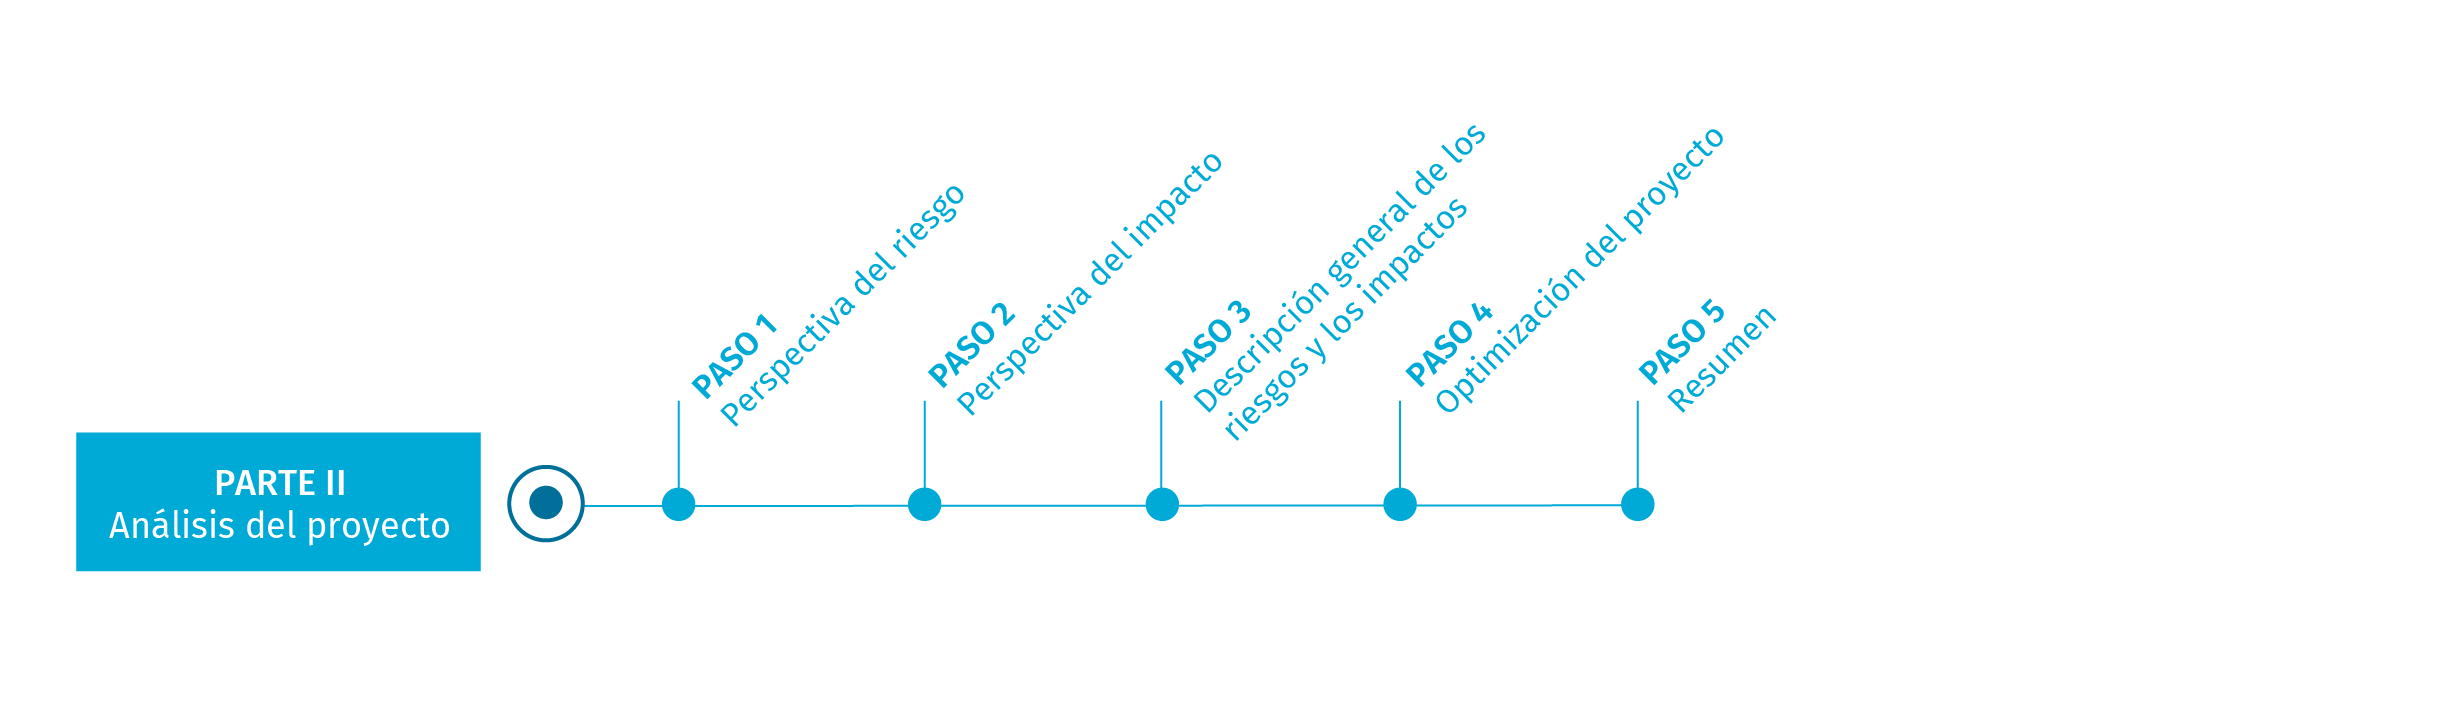 PARTE II
Análisis del proyecto
PASO 1
Perspectiva del riesgo
PASO 2
Perspectiva del impacto
PASO 3
Descripción general de los
riesgos y los impactos
PASO 4
Optimización del proyecto
PASO 5
Resumen